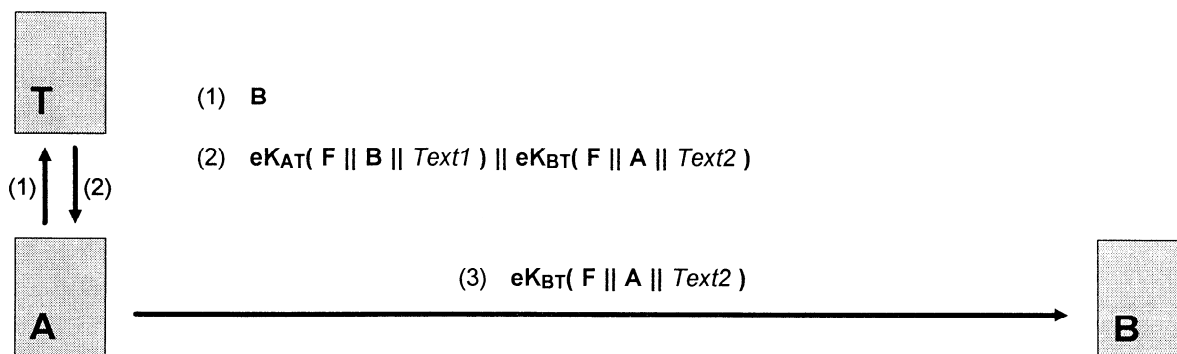 T
(1) B
(2) eKAT( F || B || Text1 ) || eKBT( F || A || Text2 )
(1) (2)
(3) eKBT( F || A || Text2 )
A
B